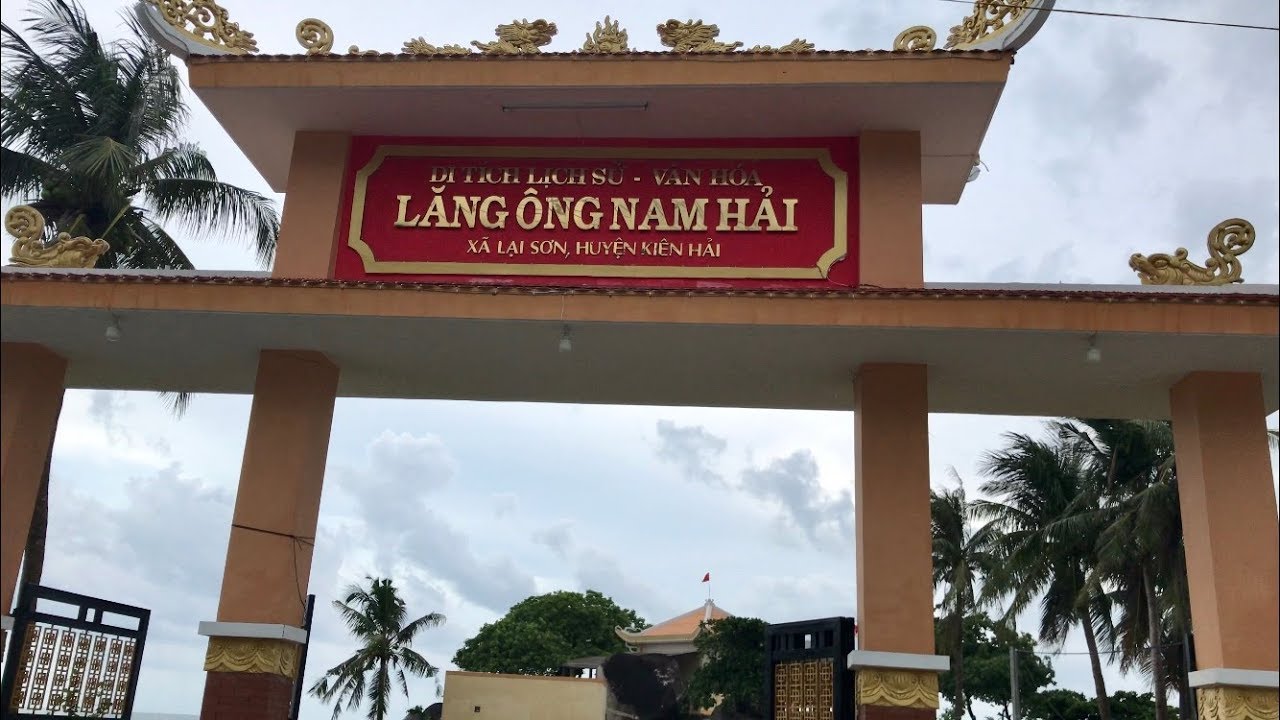 DI TÍCH LỊCH SỬ - VĂN HÓA
LĂNG ÔNG NAM HẢI
XÃ LẠI SƠN, HUYỆN KIÊN HẢI